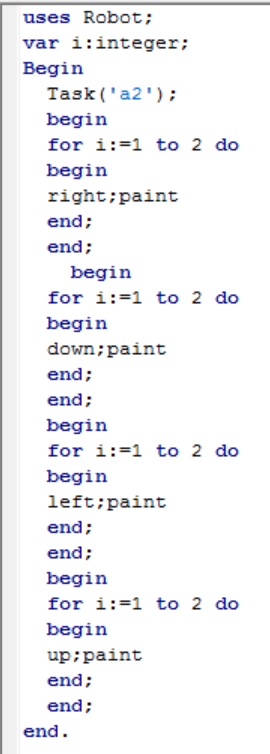 uses Robot;
var i:integer;
Begin
Task('a2');
begin
for i:=1 to 2 do
begin
right;paint
end;
end;
begin
for i:=1 to 2 do
begin
down;paint
end;
end;
begin
for i:=1 to 2 do
begin
left;paint
end;
end;
begin
for i:=1 to 2 do
begin
up;paint
end;
end;
end.